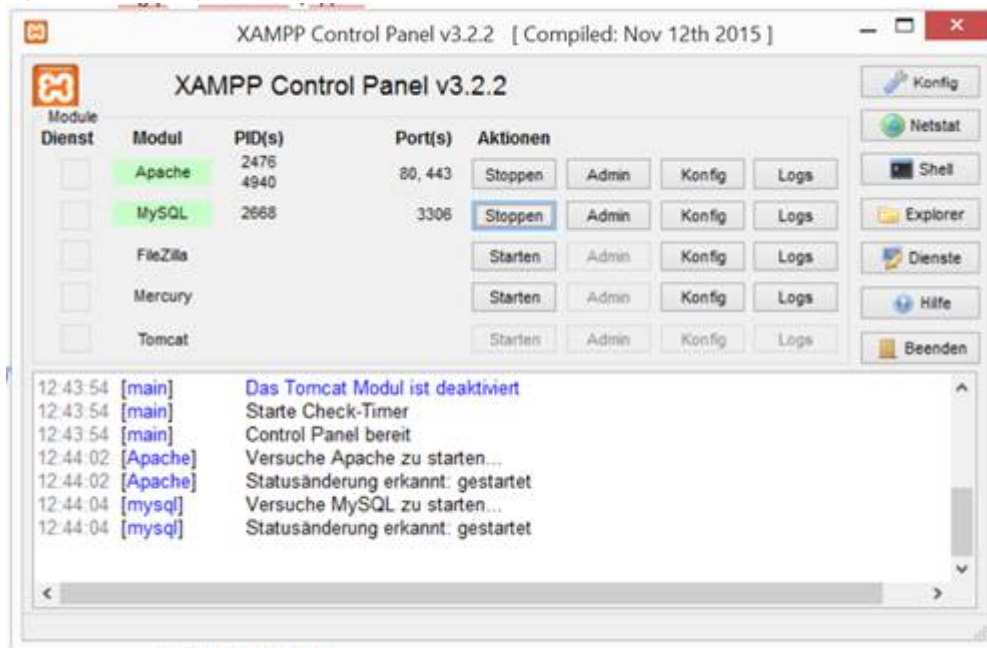 XAMPP Control Panel v3.2.2 [ Compiled: Nov 12th 2015 ]
XAMPP Control Panel v3.2.2
Konfig
Module
Dienst Modul PID(s) Port(s) Aktionen
Netstat
Apache 2476 4940 80, 443 Stoppen Admin Konfig Logs
Shell
MySQL 2668 3306 Stoppen Admin Konfig Logs
Explorer
FileZilla Starten Admin Konfig Logs
Dienste
Mercury Starten Admin Konfig Logs
Hilfe
Tomcat Starten Admin Konfig Logs
Beenden
12:43:54 [main] Das Tomcat Modul ist deaktiviert
12:43:54 [main] Starte Check-Timer
12:43:54 [main] Control Panel bereit
12:44:02 [Apache] Versuche Apache zu starten...
12:44:02 [Apache] Statusänderung erkannt: gestartet
12:44:04 [mysql] Versuche MySQL zu starten...
12:44:04 [mysql] Statusänderung erkannt: gestartet